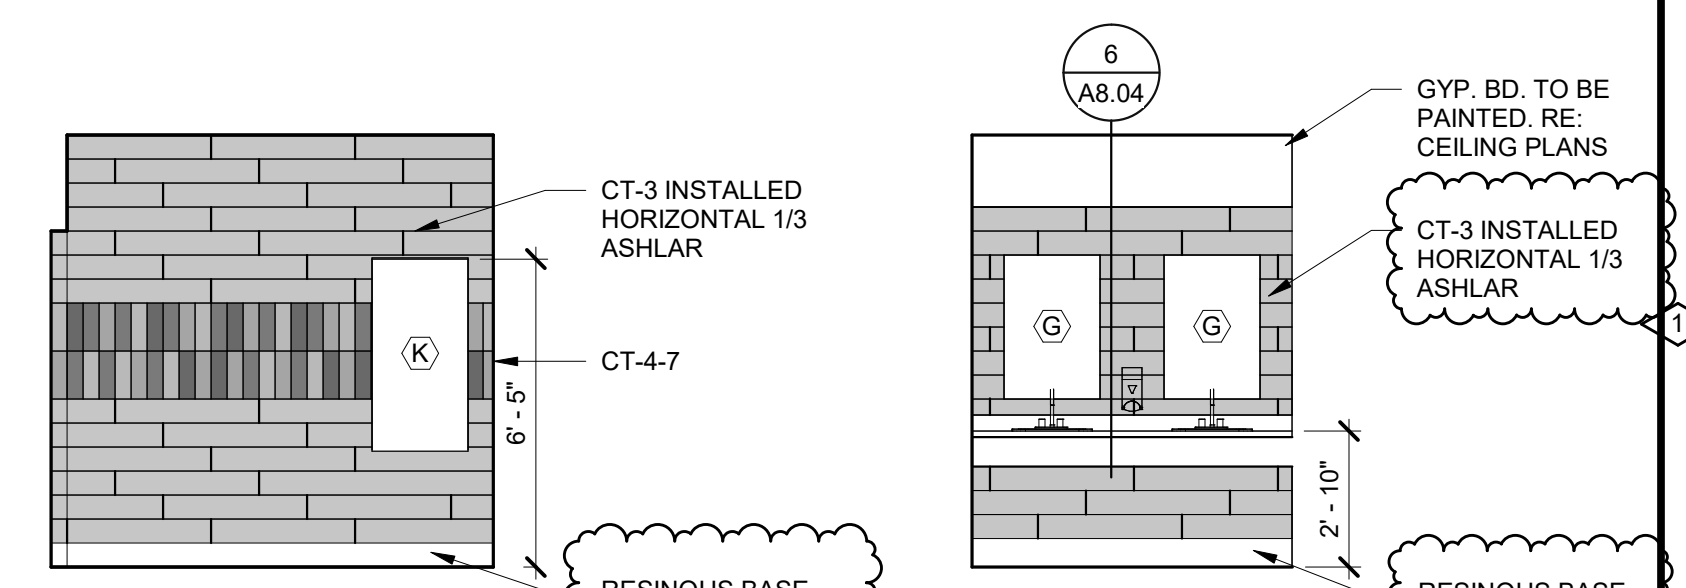 6
A8.04
GYP. BD. TO BE
PAINTED. RE:
CEILING PLANS
CT-3 INSTALLED
HORIZONTAL 1/3
ASHLAR
CT-3 INSTALLED
HORIZONTAL 1/3
ASHLAR
1
K
G
G
CT-4-7
6' - 5"
2' - 10"
RESINOUS BASE
RESINOUS BASE